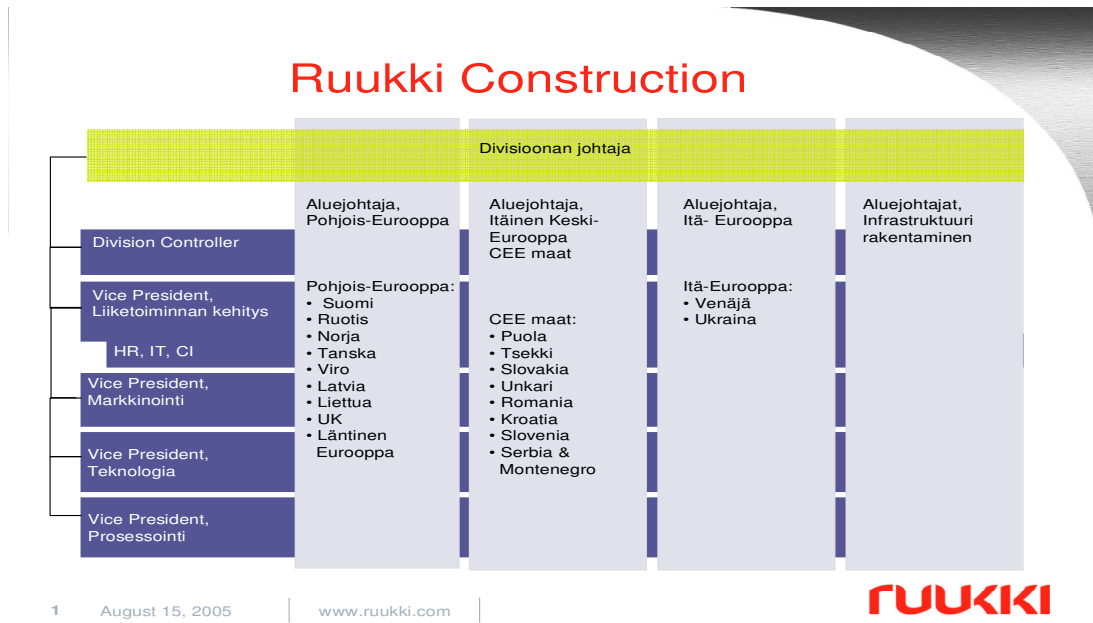 Ruukki Construction
Divisioonan johtaja
Division Controller
Vice President,
Liiketoiminnan kehitys
HR, IT, CI
Vice President,
Markkinointi
Vice President,
Teknologia
Vice President,
Prosessointi
Aluejohtaja,
Pohjois-Eurooppa
Pohjois-Eurooppa:
• Suomi
• Ruotis
• Norja
• Tanska
• Viro
• Latvia
• Liettua
• UK
• Läntinen
Eurooppa
Aluejohtaja,
Itäinen Keski-
Eurooppa
CEE maat
CEE maat:
• Puola
• Tsekki
• Slovakia
• Unkari
• Romania
• Kroatia
• Slovenia
• Serbia &
Montenegro
Aluejohtaja,
Itä- Eurooppa
Itä-Eurooppa:
• Venäjä
• Ukraina
Aluejohtajat,
Infrastruktuuri
rakentaminen
1 August 15, 2005 www.ruukki.com
ruukki